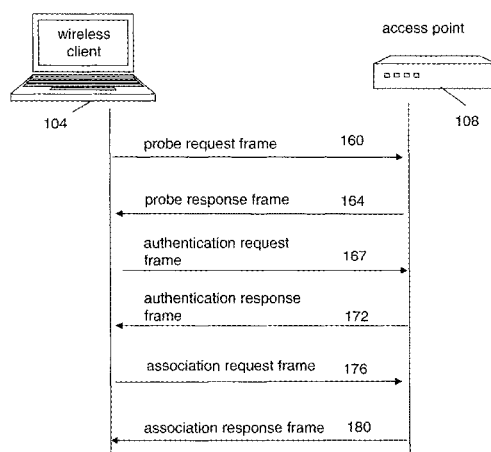 wireless
client
access point
104
108
probe request frame 160
probe response frame 164
authentication request
frame 167
authentication response
frame 172
association request frame 176
association response frame 180